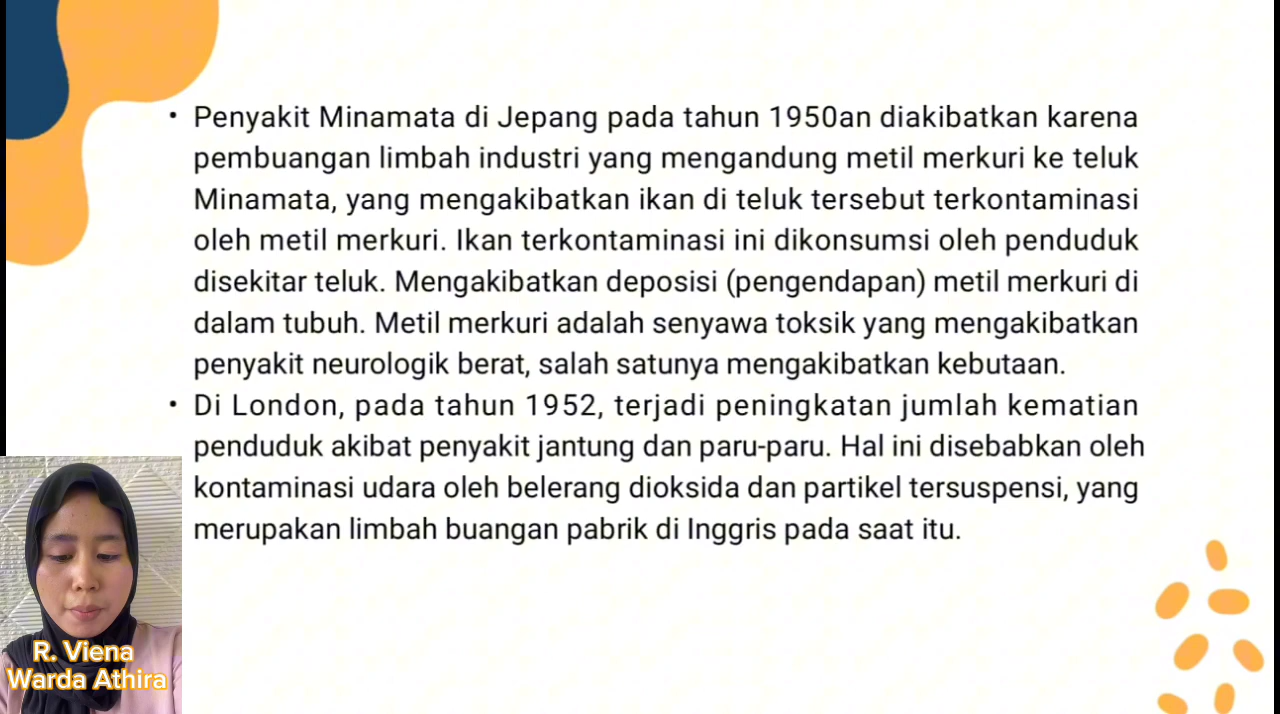 • Penyakit Minamata di Jepang pada tahun 1950an diakibatkan karena
pembuangan limbah industri yang mengandung metil merkuri ke teluk
Minamata, yang mengakibatkan ikan di teluk tersebut terkontaminasi
oleh metil merkuri. Ikan terkontaminasi ini dikonsumsi oleh penduduk
disekitar teluk. Mengakibatkan deposisi (pengendapan) metil merkuri di
dalam tubuh. Metil merkuri adalah senyawa toksik yang mengakibatkan
penyakit neurologik berat, salah satunya mengakibatkan kebutaan.
• Di London, pada tahun 1952, terjadi peningkatan jumlah kematian
penduduk akibat penyakit jantung dan paru-paru. Hal ini disebabkan oleh
kontaminasi udara oleh belerang dioksida dan partikel tersuspensi, yang
merupakan limbah buangan pabrik di Inggris pada saat itu.
R. Viena
Warda Athira